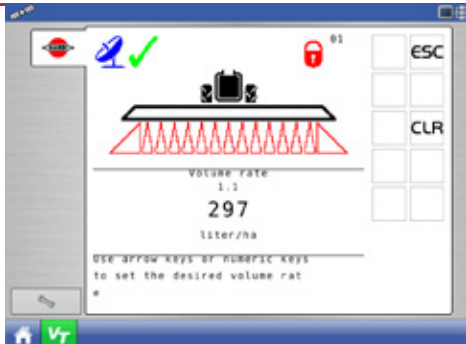 HARDI
01
ESC
CLR
Volume rate
1.1
297
liter/ha
Use arrow keys or numeric keys
to set the desired volume rat
e
VT